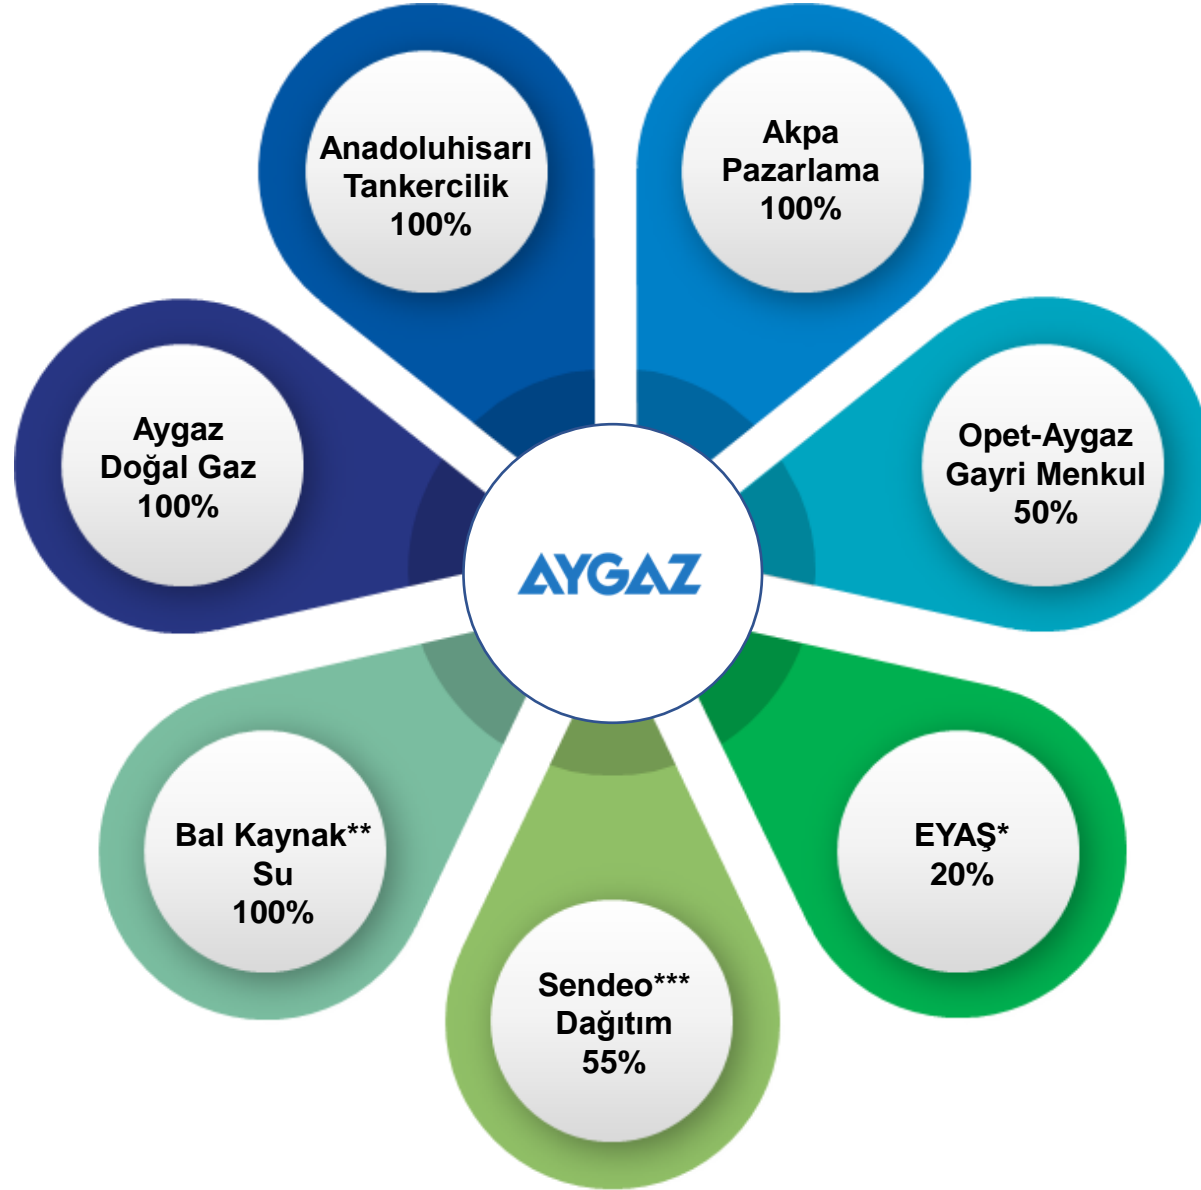 Anadoluhisarı
Tankercilik
100%
Akpa
Pazarlama
100%
Aygaz
Doğal Gaz
100%
Opet-Aygaz
Gayri Menkul
50%
AYGAZ
Bal Kaynak**
Su
100%
EYAŞ*
20%
Sendeo***
Dağıtım
55%